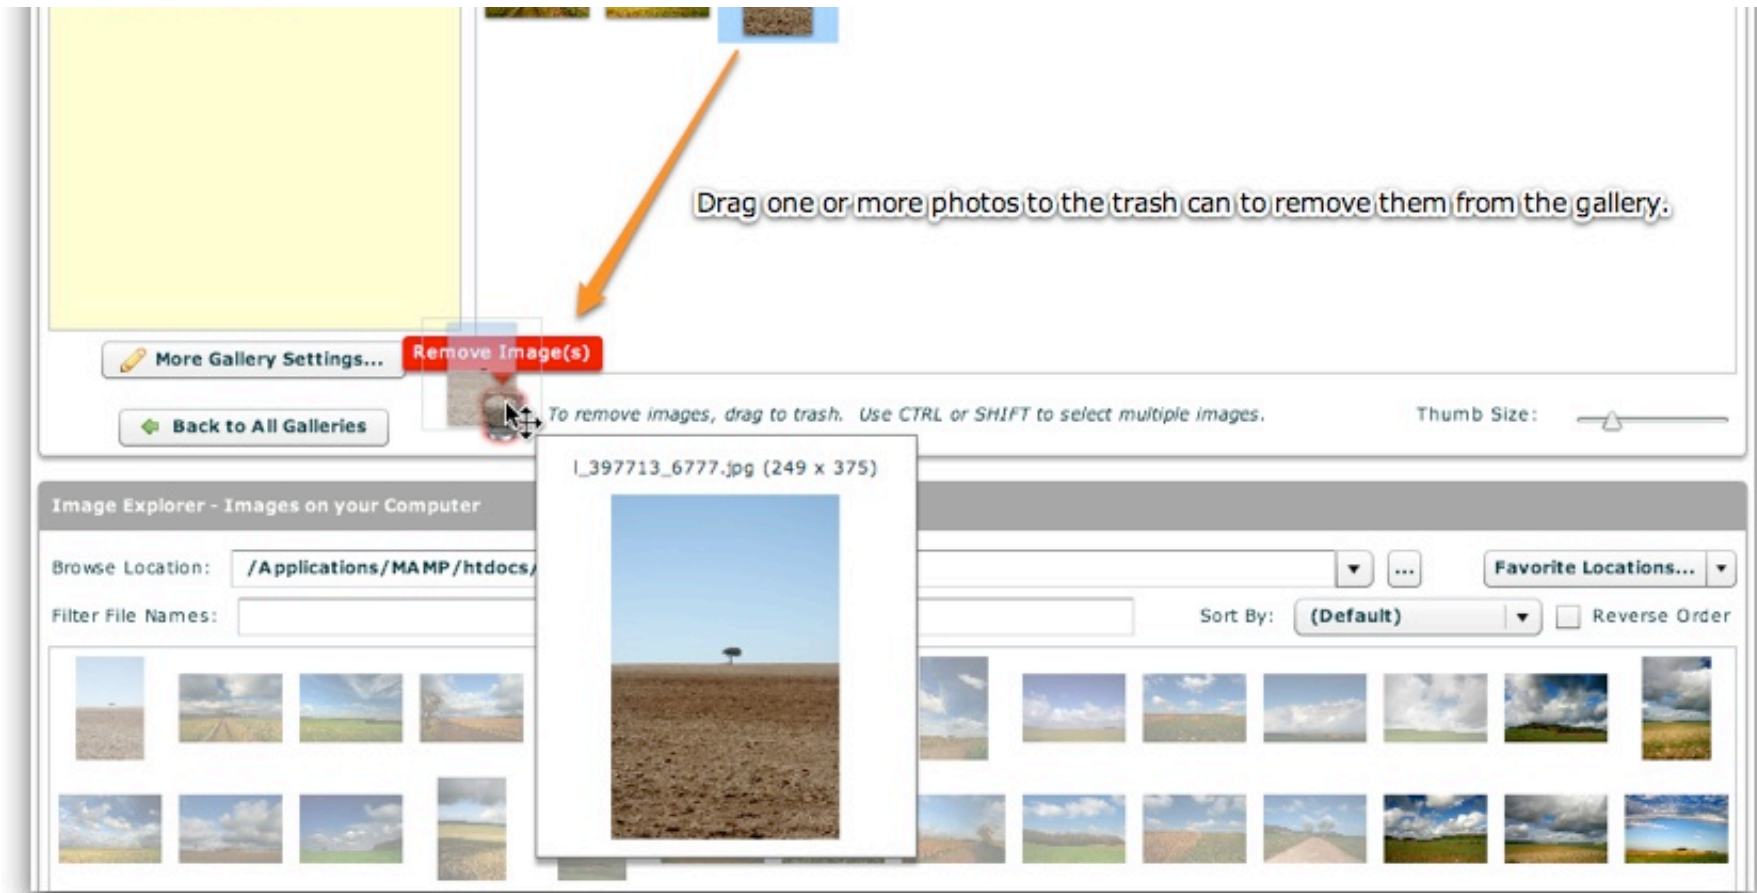 Drag one or more photos to the trash can to remove them from the gallery.
More Gallery Settings...
Remove Image(s)
Back to All Galleries
To remove images, drag to trash. Use CTRL or SHIFT to select multiple images.
Thumb Size:
l_397713_6777.jpg (249 x 375)
Image Explorer - Images on your Computer
Browse Location:
/Applications/MAMP/htdocs/
...
Favorite Locations...
Filter File Names:
Sort By:
(Default)
Reverse Order